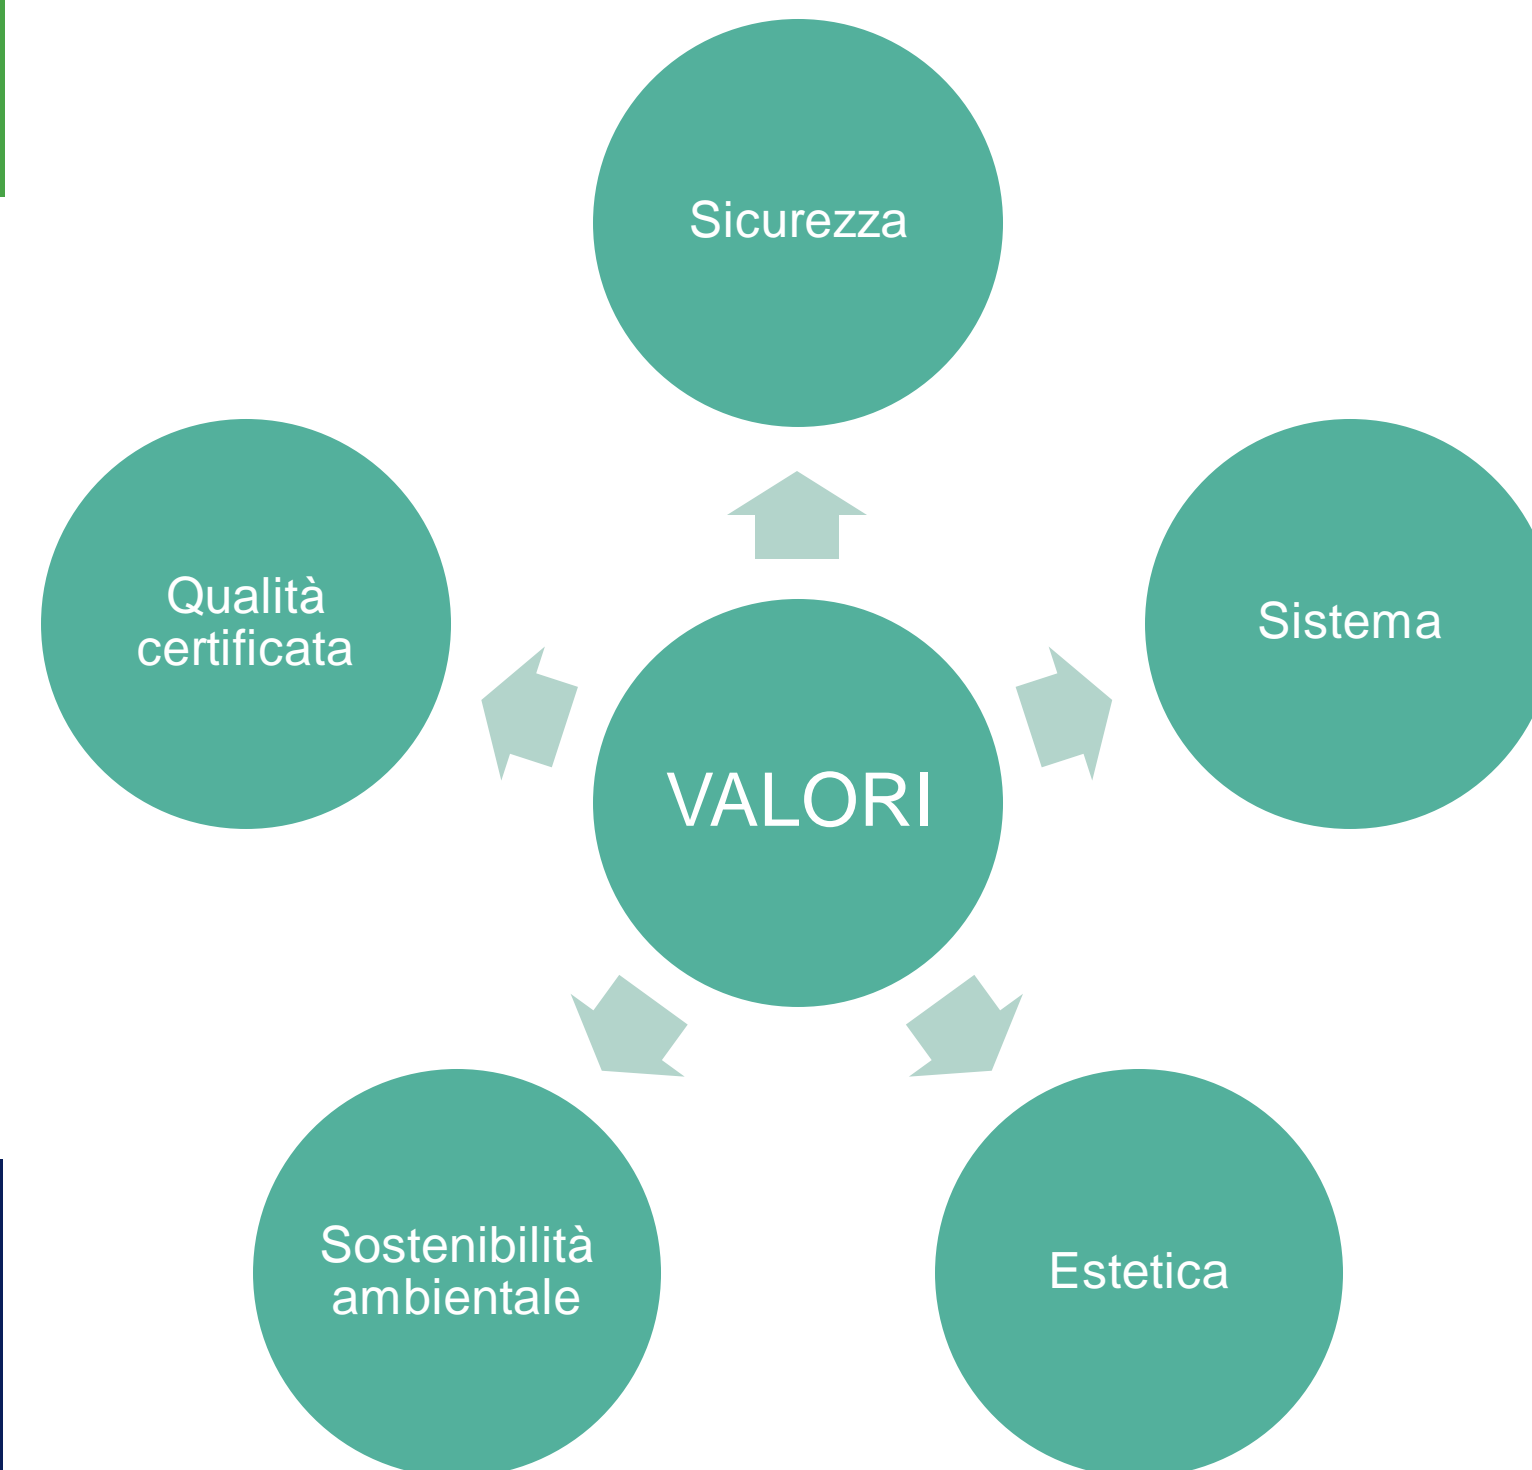 Sicurezza
Qualità
certificata
Sistema
VALORI
Sostenibilità
ambientale
Estetica